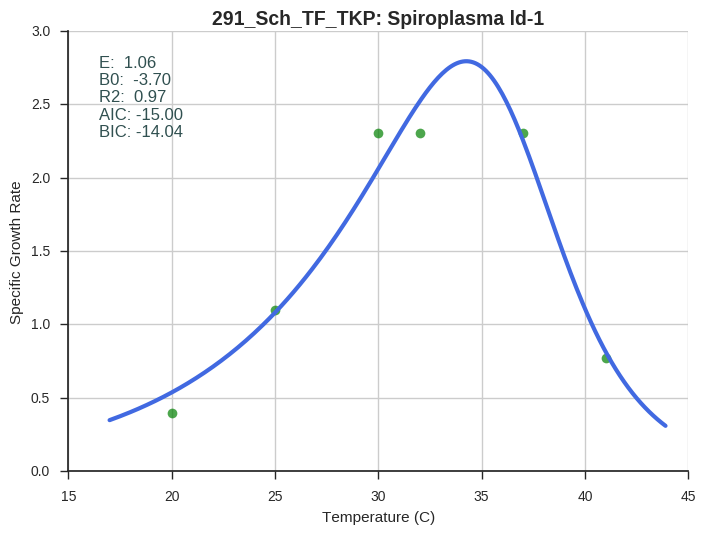 291_Sch_TF_TKP: Spiroplasma ld-1
E: 1.06
B0: -3.70
R2: 0.97
AIC: -15.00
BIC: -14.04
Specific Growth Rate
3.0
2.5
2.0
1.5
1.0
0.5
0.0
15 20 25 30 35 40 45
Temperature (C)